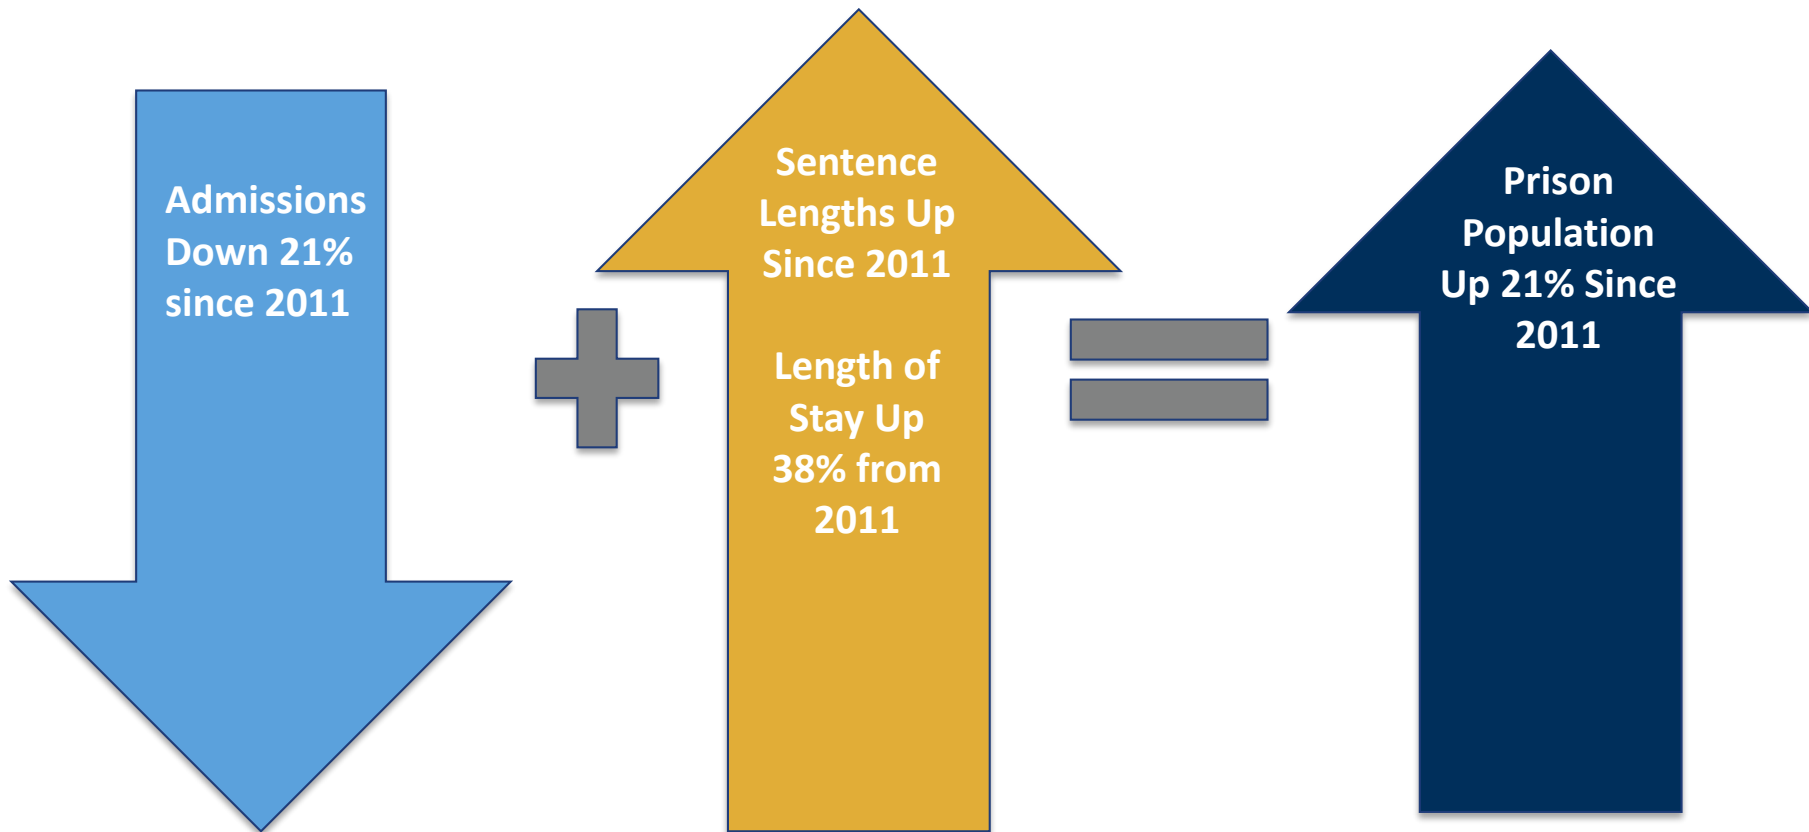 Admissions
Down 21%
since 2011
Sentence
Lengths Up
Since 2011
Length of
Stay Up
38% from
2011
Prison
Population
Up 21% Since
2011